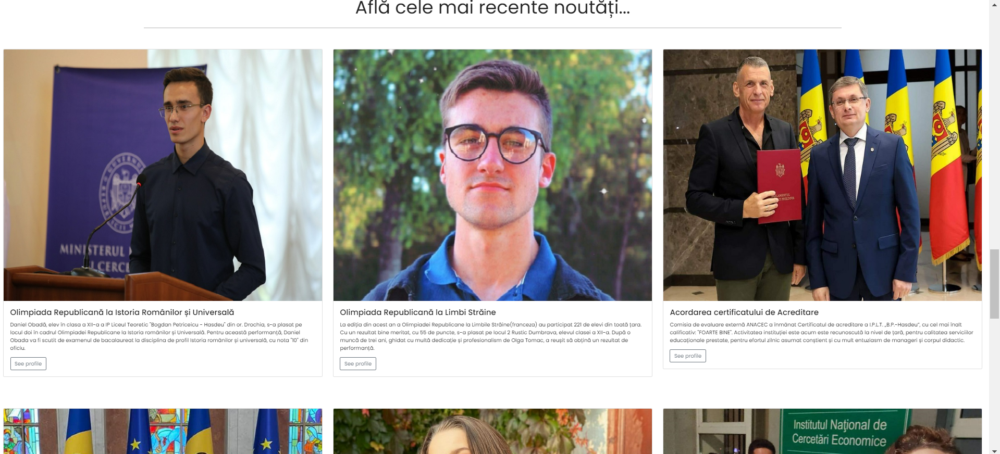 Află cele mai recente noutăți...
MINISTERUL
CERCE
PARLAMENTUL
MOLDOVA
Olimpiada Republicană la Istoria Românilor și Universală
Daniel Obadă, elev în clasa a XII-a a IP Liceul Teoretic "Bogdan Petriceicu - Hasdeu" din or. Drochia, s-a plasat pe
locul doi în cadrul Olimpiadei Republicane la Istoria românilor și Universală. Pentru această performanță, Daniel
Obada va fi scutit de examenul de bacalaureat la disciplina de profil Istoria românilor și universală, cu nota "10" din
oficiu.
See profile
Olimpiada Republicană la Limbi Străine
La ediția din acest an a Olimpiadei Republicane la Limbile Străine(franceza) au participat 221 de elevi din toată țara.
Cu un rezultat bine meritat, cu 55 de puncte, s-a plasat pe locul 2 Rustic Dumbrava, elevul clasei a XII-a. După o
muncă de trei ani, ghidat cu multă dedicație și profesionalism de Olga Tomac, a reușit să obțină un rezultat de
performanță.
See profile
Acordarea certificatului de Acreditare
Comisia de evaluare externă ANACEC a înmânat Certificatul de acreditare a I.P.L.T. „B.P.-Hasdeu", cu cel mai înalt
calificativ: "FOARTE BINE". Activitatea instituției este acum este recunoscută la nivel de țară, pentru calitatea serviciilor
educaționale prestate, pentru efortul zilnic asumat conștient și cu mult entuziasm de manageri și corpul didactic.
See profile
Institutul Naţional de
Cercetări Economice